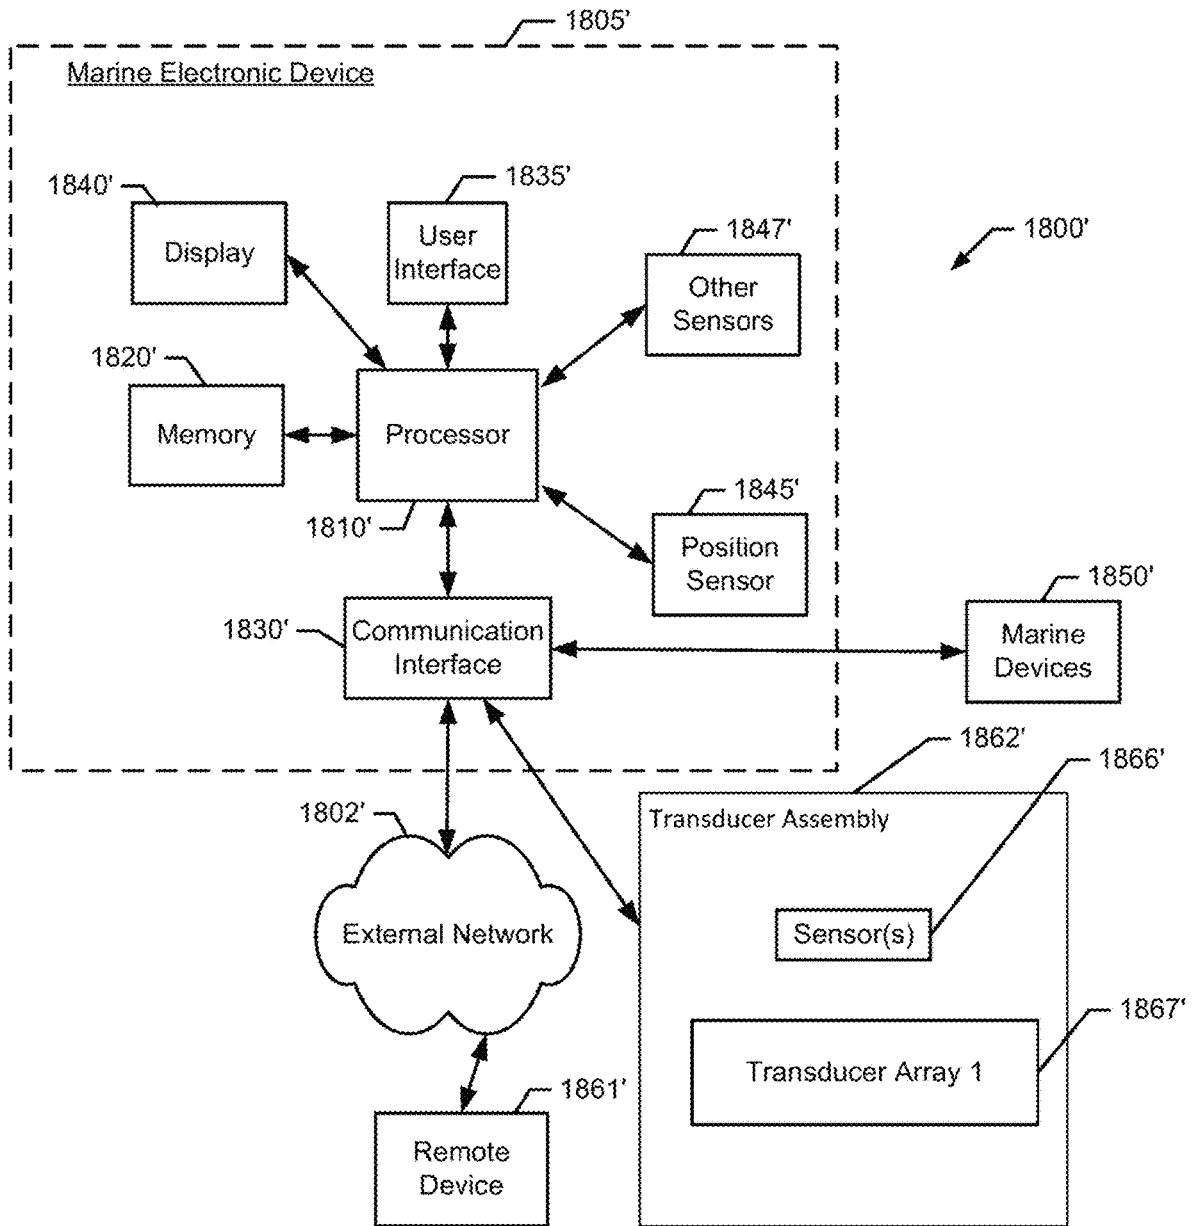 1805'
Marine Electronic Device
1840'
1835'
Display
User
Interface
1847'
1800'
Other
Sensors
1820'
Memory
Processor
1810'
1845'
Position
Sensor
1830'
Communication
Interface
1850'
Marine
Devices
1862'
1866'
1802'
Transducer Assembly
External Network
Sensor(s)
1867'
Transducer Array 1
1861'
Remote
Device